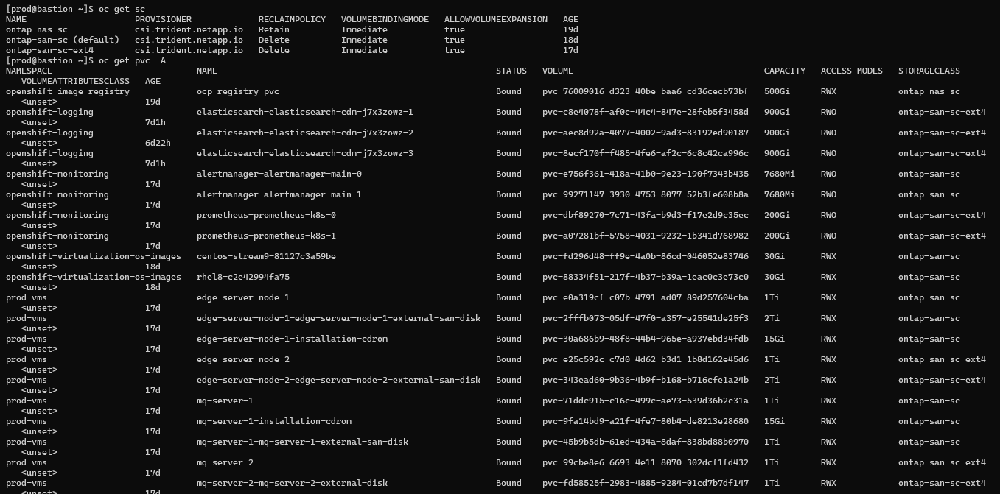 [prod@bastion ~]$ oc get sc
NAME                     PROVISIONER             RECLAIMPOLICY   VOLUMEBINDINGMODE   ALLOWVOLUMEEXPANSION   AGE
ontap-nas-sc             csi.trident.netapp.io   Retain          Immediate           true                   19d
ontap-san-sc (default)   csi.trident.netapp.io   Delete          Immediate           true                   18d
ontap-san-sc-ext4        csi.trident.netapp.io   Delete          Immediate           true                   17d
[prod@bastion ~]$ oc get pvc -A
NAMESPACE                            NAME                                                      STATUS   VOLUME                                     CAPACITY   ACCESS MODES   STORAGECLASS
   VOLUMEATTRIBUTESCLASS   AGE
openshift-image-registry             ocp-registry-pvc                                          Bound    pvc-76009016-d323-40be-baa6-cd36cecb73bf   500Gi      RWX            ontap-nas-sc
   <unset>                 19d
openshift-logging                    elasticsearch-elasticsearch-cdm-j7x3zowz-1                Bound    pvc-c8e4078f-af0c-44c4-847e-28feb5f3458d   900Gi      RWO            ontap-san-sc-ext4
   <unset>                 7d1h
openshift-logging                    elasticsearch-elasticsearch-cdm-j7x3zowz-2                Bound    pvc-aec8d92a-4077-4002-9ad3-83192ed90187   900Gi      RWO            ontap-san-sc-ext4
   <unset>                 6d22h
openshift-logging                    elasticsearch-elasticsearch-cdm-j7x3zowz-3                Bound    pvc-8ecf170f-f485-4fe6-af2c-6c8c42ca996c   900Gi      RWO            ontap-san-sc-ext4
   <unset>                 7d1h
openshift-monitoring                 alertmanager-alertmanager-main-0                          Bound    pvc-e756f361-418a-41b0-9e23-190f7343b435   7680Mi     RWO            ontap-san-sc
   <unset>                 17d
openshift-monitoring                 alertmanager-alertmanager-main-1                          Bound    pvc-99271147-3930-4753-8077-52b3fe608b8a   7680Mi     RWO            ontap-san-sc
   <unset>                 17d
openshift-monitoring                 prometheus-prometheus-k8s-0                               Bound    pvc-dbf89270-7c71-43fa-b9d3-f17e2d9c35ec   200Gi      RWO            ontap-san-sc-ext4
   <unset>                 17d
openshift-monitoring                 prometheus-prometheus-k8s-1                               Bound    pvc-a07281bf-5758-4031-9232-1b341d768982   200Gi      RWO            ontap-san-sc-ext4
   <unset>                 17d
openshift-virtualization-os-images   centos-stream9-81127c3a59be                               Bound    pvc-fd296d48-ff9e-4a0b-86cd-046052e83746   30Gi       RWX            ontap-san-sc
   <unset>                 18d
openshift-virtualization-os-images   rhel8-c2e42994fa75                                        Bound    pvc-88334f51-217f-4b37-b39a-1eac0c3e73c0   30Gi       RWX            ontap-san-sc
   <unset>                 18d
prod-vms                             edge-server-node-1                                        Bound    pvc-e0a319cf-c07b-4791-ad07-89d257604cba   1Ti        RWX            ontap-san-sc
   <unset>                 17d
prod-vms                             edge-server-node-1-edge-server-node-1-external-san-disk   Bound    pvc-2fffb073-05df-47f0-a357-e25541de25f3   2Ti        RWX            ontap-san-sc
   <unset>                 17d
prod-vms                             edge-server-node-1-installation-cdrom                     Bound    pvc-30a686b9-48f8-44b4-965e-a937ebd34fdb   15Gi       RWX            ontap-san-sc
   <unset>                 17d
prod-vms                             edge-server-node-2                                        Bound    pvc-e25c592c-c7d0-4d62-b3d1-1b8d162e45d6   1Ti        RWX            ontap-san-sc-ext4
   <unset>                 17d
prod-vms                             edge-server-node-2-edge-server-node-2-external-san-disk   Bound    pvc-343ead60-9b36-4b9f-b168-b716cfe1a24b   2Ti        RWX            ontap-san-sc-ext4
   <unset>                 17d
prod-vms                             mq-server-1                                               Bound    pvc-71ddc915-c16c-499c-ae73-539d36b2c31a   1Ti        RWX            ontap-san-sc
   <unset>                 17d
prod-vms                             mq-server-1-installation-cdrom                            Bound    pvc-9fa14bd9-a21f-4fe7-80b4-de8213e28680   15Gi       RWX            ontap-san-sc
   <unset>                 17d
prod-vms                             mq-server-1-mq-server-1-external-san-disk                 Bound    pvc-45b9b5db-61ed-434a-8daf-838bd88b0970   1Ti        RWX            ontap-san-sc
   <unset>                 17d
prod-vms                             mq-server-2                                               Bound    pvc-99cbe8e6-6693-4e11-8070-302dcf1fd432   1Ti        RWX            ontap-san-sc-ext4
   <unset>                 17d
prod-vms                             mq-server-2-mq-server-2-external-disk                     Bound    pvc-fd58525f-2983-4885-9284-01cd7b7df147   1Ti        RWX            ontap-san-sc-ext4
   <unset>                 17d